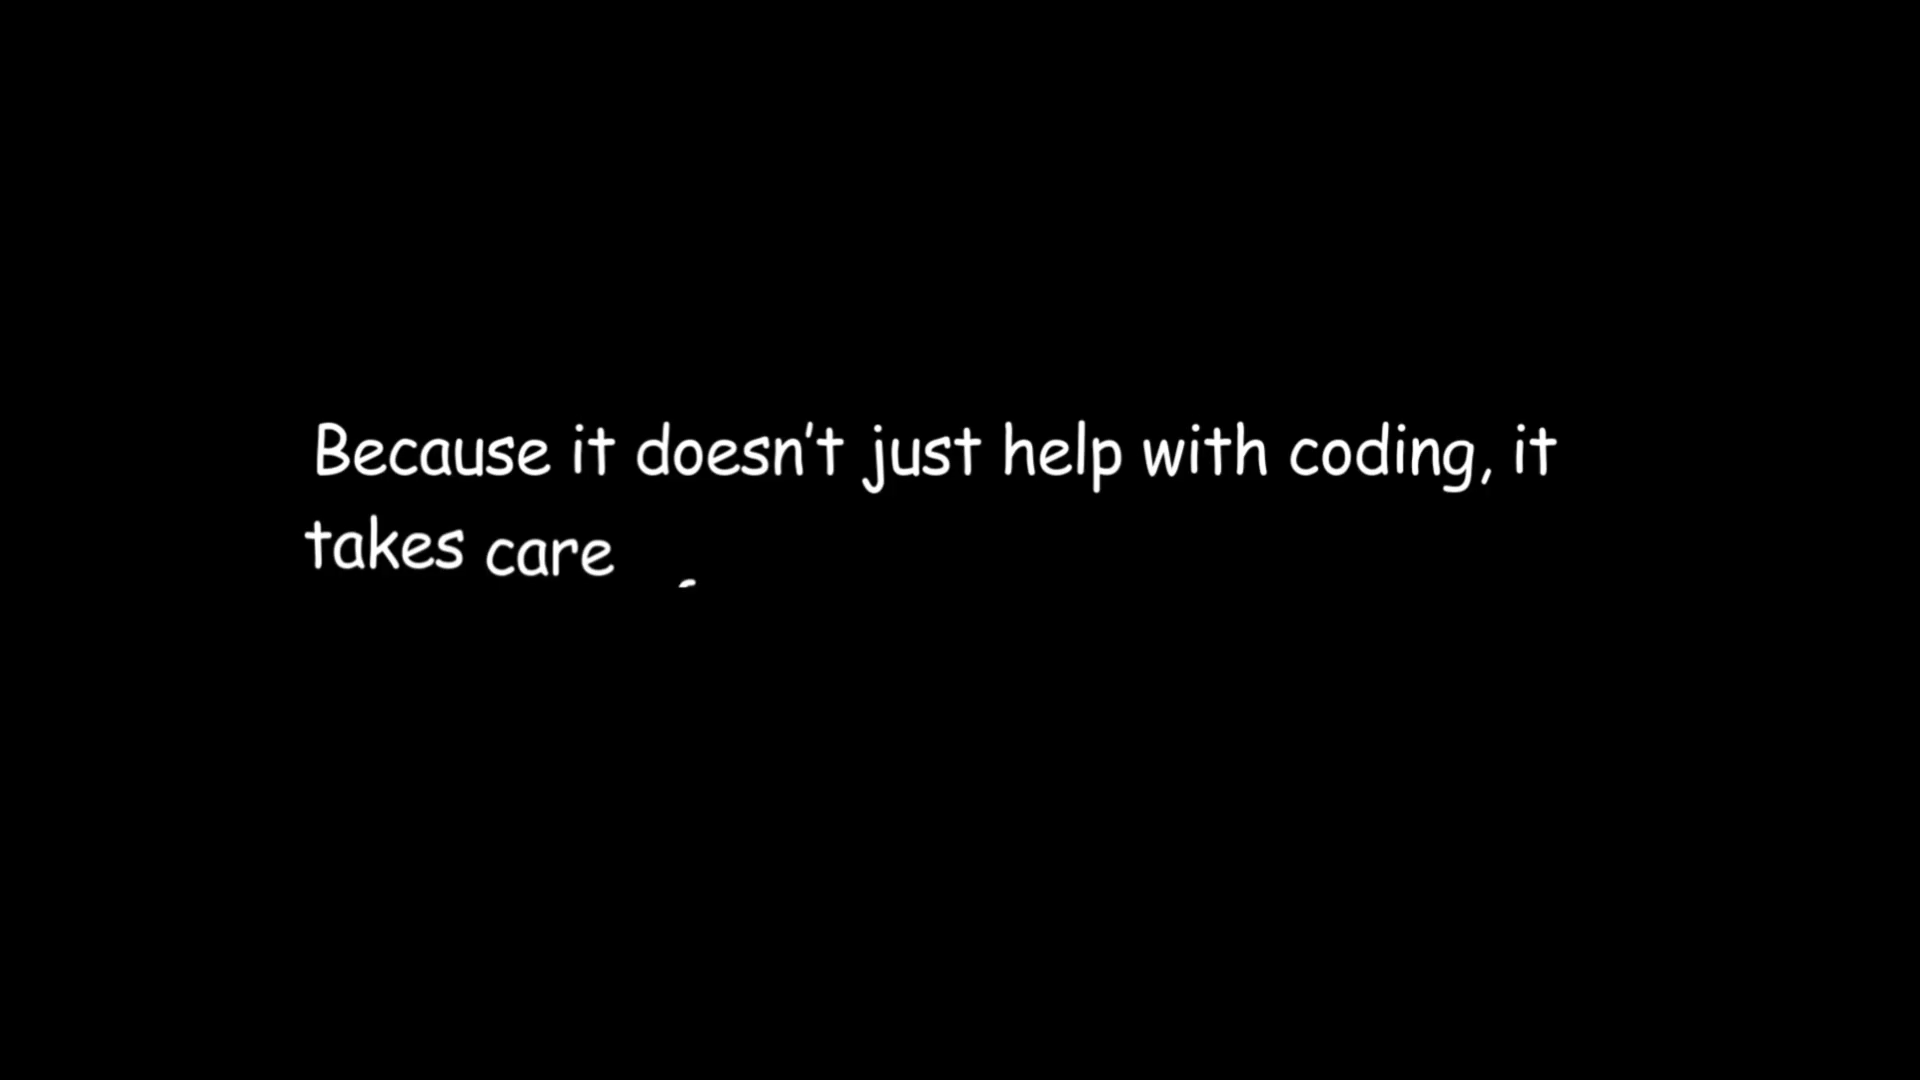 Because it doesn’t just help with coding, it
takes care